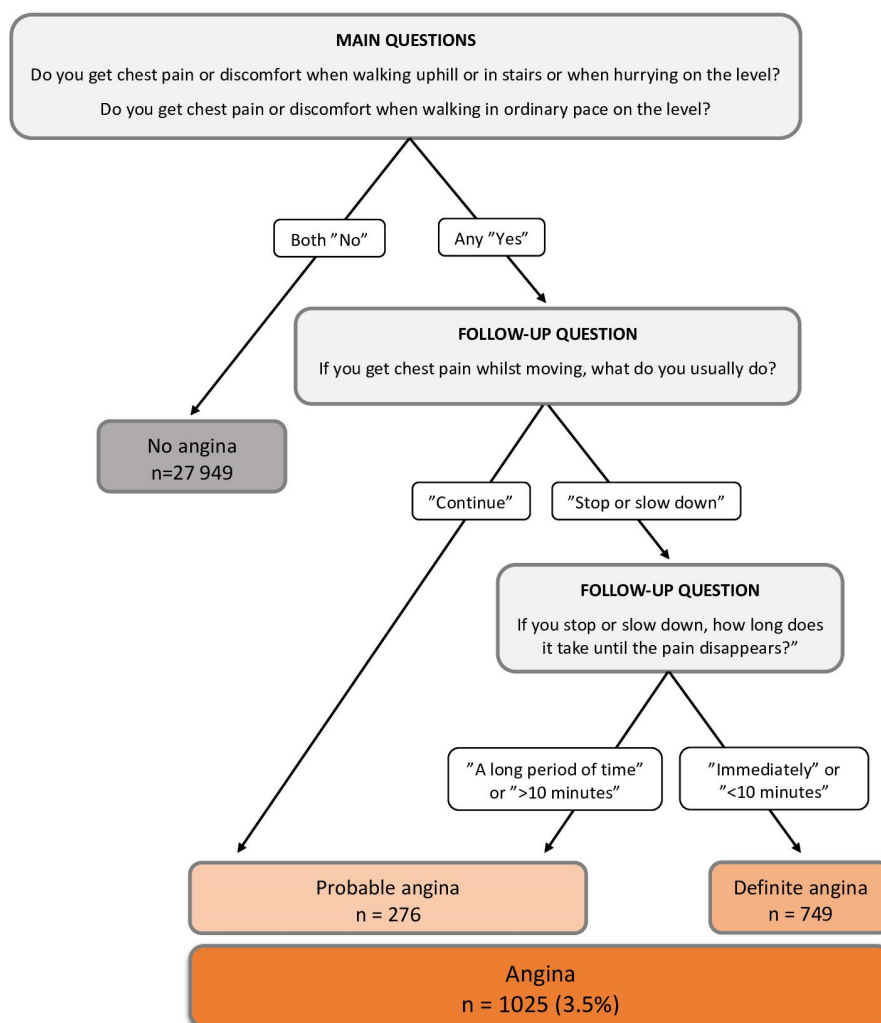 MAIN QUESTIONS
Do you get chest pain or discomfort when walking uphill or in stairs or when hurrying on the level?
Do you get chest pain or discomfort when walking in ordinary pace on the level?
Both ”No”
Any ”Yes”
FOLLOW-UP QUESTION
If you get chest pain whilst moving, what do you usually do?
No angina
n=27 949
”Continue”
”Stop or slow down”
FOLLOW-UP QUESTION
If you stop or slow down, how long does
it take until the pain disappears?”
”A long period of time”
or ”>10 minutes”
”Immediately” or
”<10 minutes”
Probable angina
n = 276
Definite angina
n = 749
Angina
n = 1025 (3.5%)